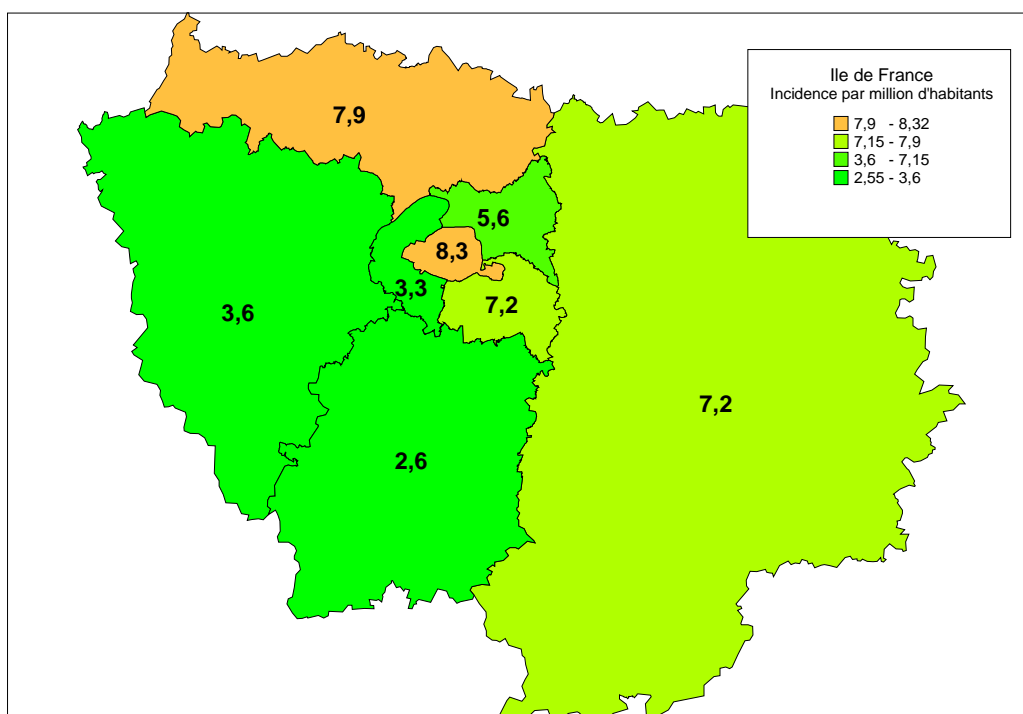 Ile de France
Incidence par million d'habitants
7,9 - 8,32
7,15 - 7,9
3,6 - 7,15
2,55 - 3,6
7,9
5,6
8,3
3,3
7,2
3,6
7,2
2,6